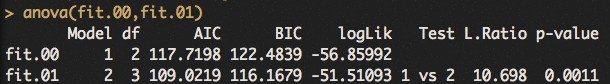 > anova(fit.00,fit.01)
Model df AIC BIC logLik Test L.Ratio p-value
fit.00 1 2 117.7198 122.4839 -56.85992
fit.01 2 3 109.0219 116.1679 -51.51093 1 vs 2 10.698 0.0011